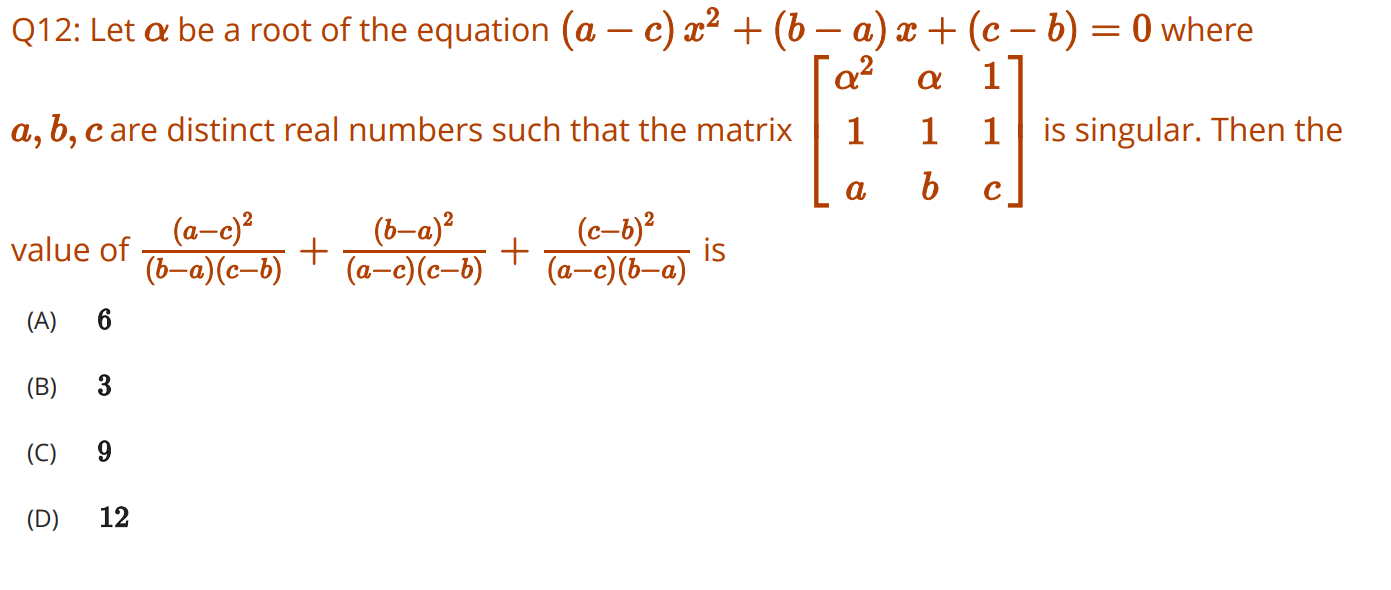 Q12: Let α be a root of the equation (a − c) x² + (b − a) x + (c − b) = 0 where
a, b, c are distinct real numbers such that the matrix [α² α 1; 1 1 1; a b c] is singular. Then the
value of (a−c)²/((b−a)(c−b)) + (b−a)²/((a−c)(c−b)) + (c−b)²/((a−c)(b−a)) is
(A) 6
(B) 3
(C) 9
(D) 12